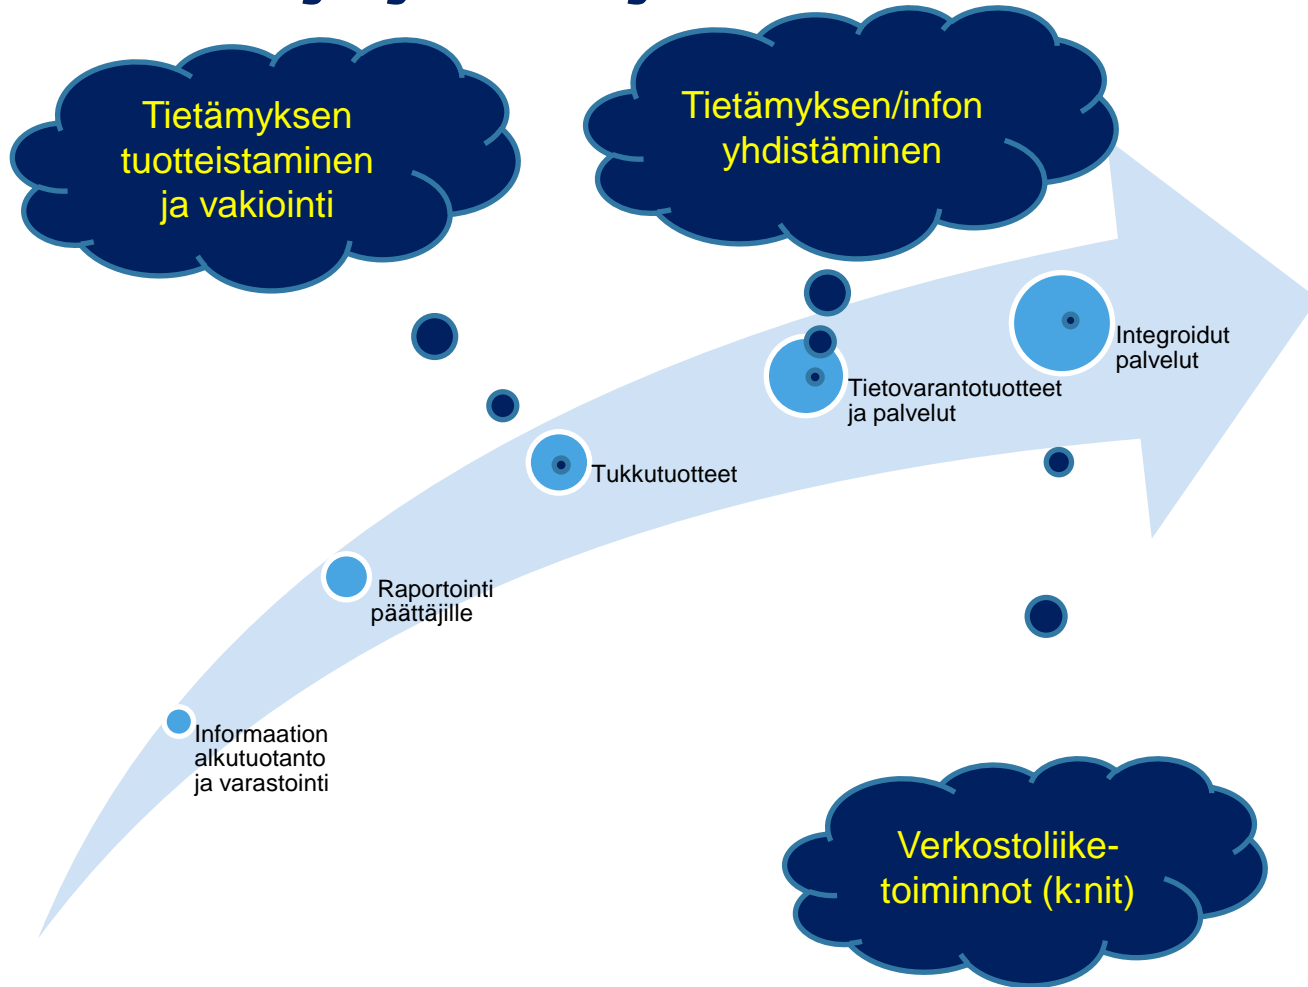 Tietämyksen
tuotteistaminen
ja vakiointi
Tietämyksen/infon
yhdistäminen
Integroidut
palvelut
Tietovarantotuotteet
ja palvelut
Tukkutuotteet
Raportointi
päättäjille
Informaation
alkutuotanto
ja varastointi
Verkostoliike-
toiminnot (k:nit)